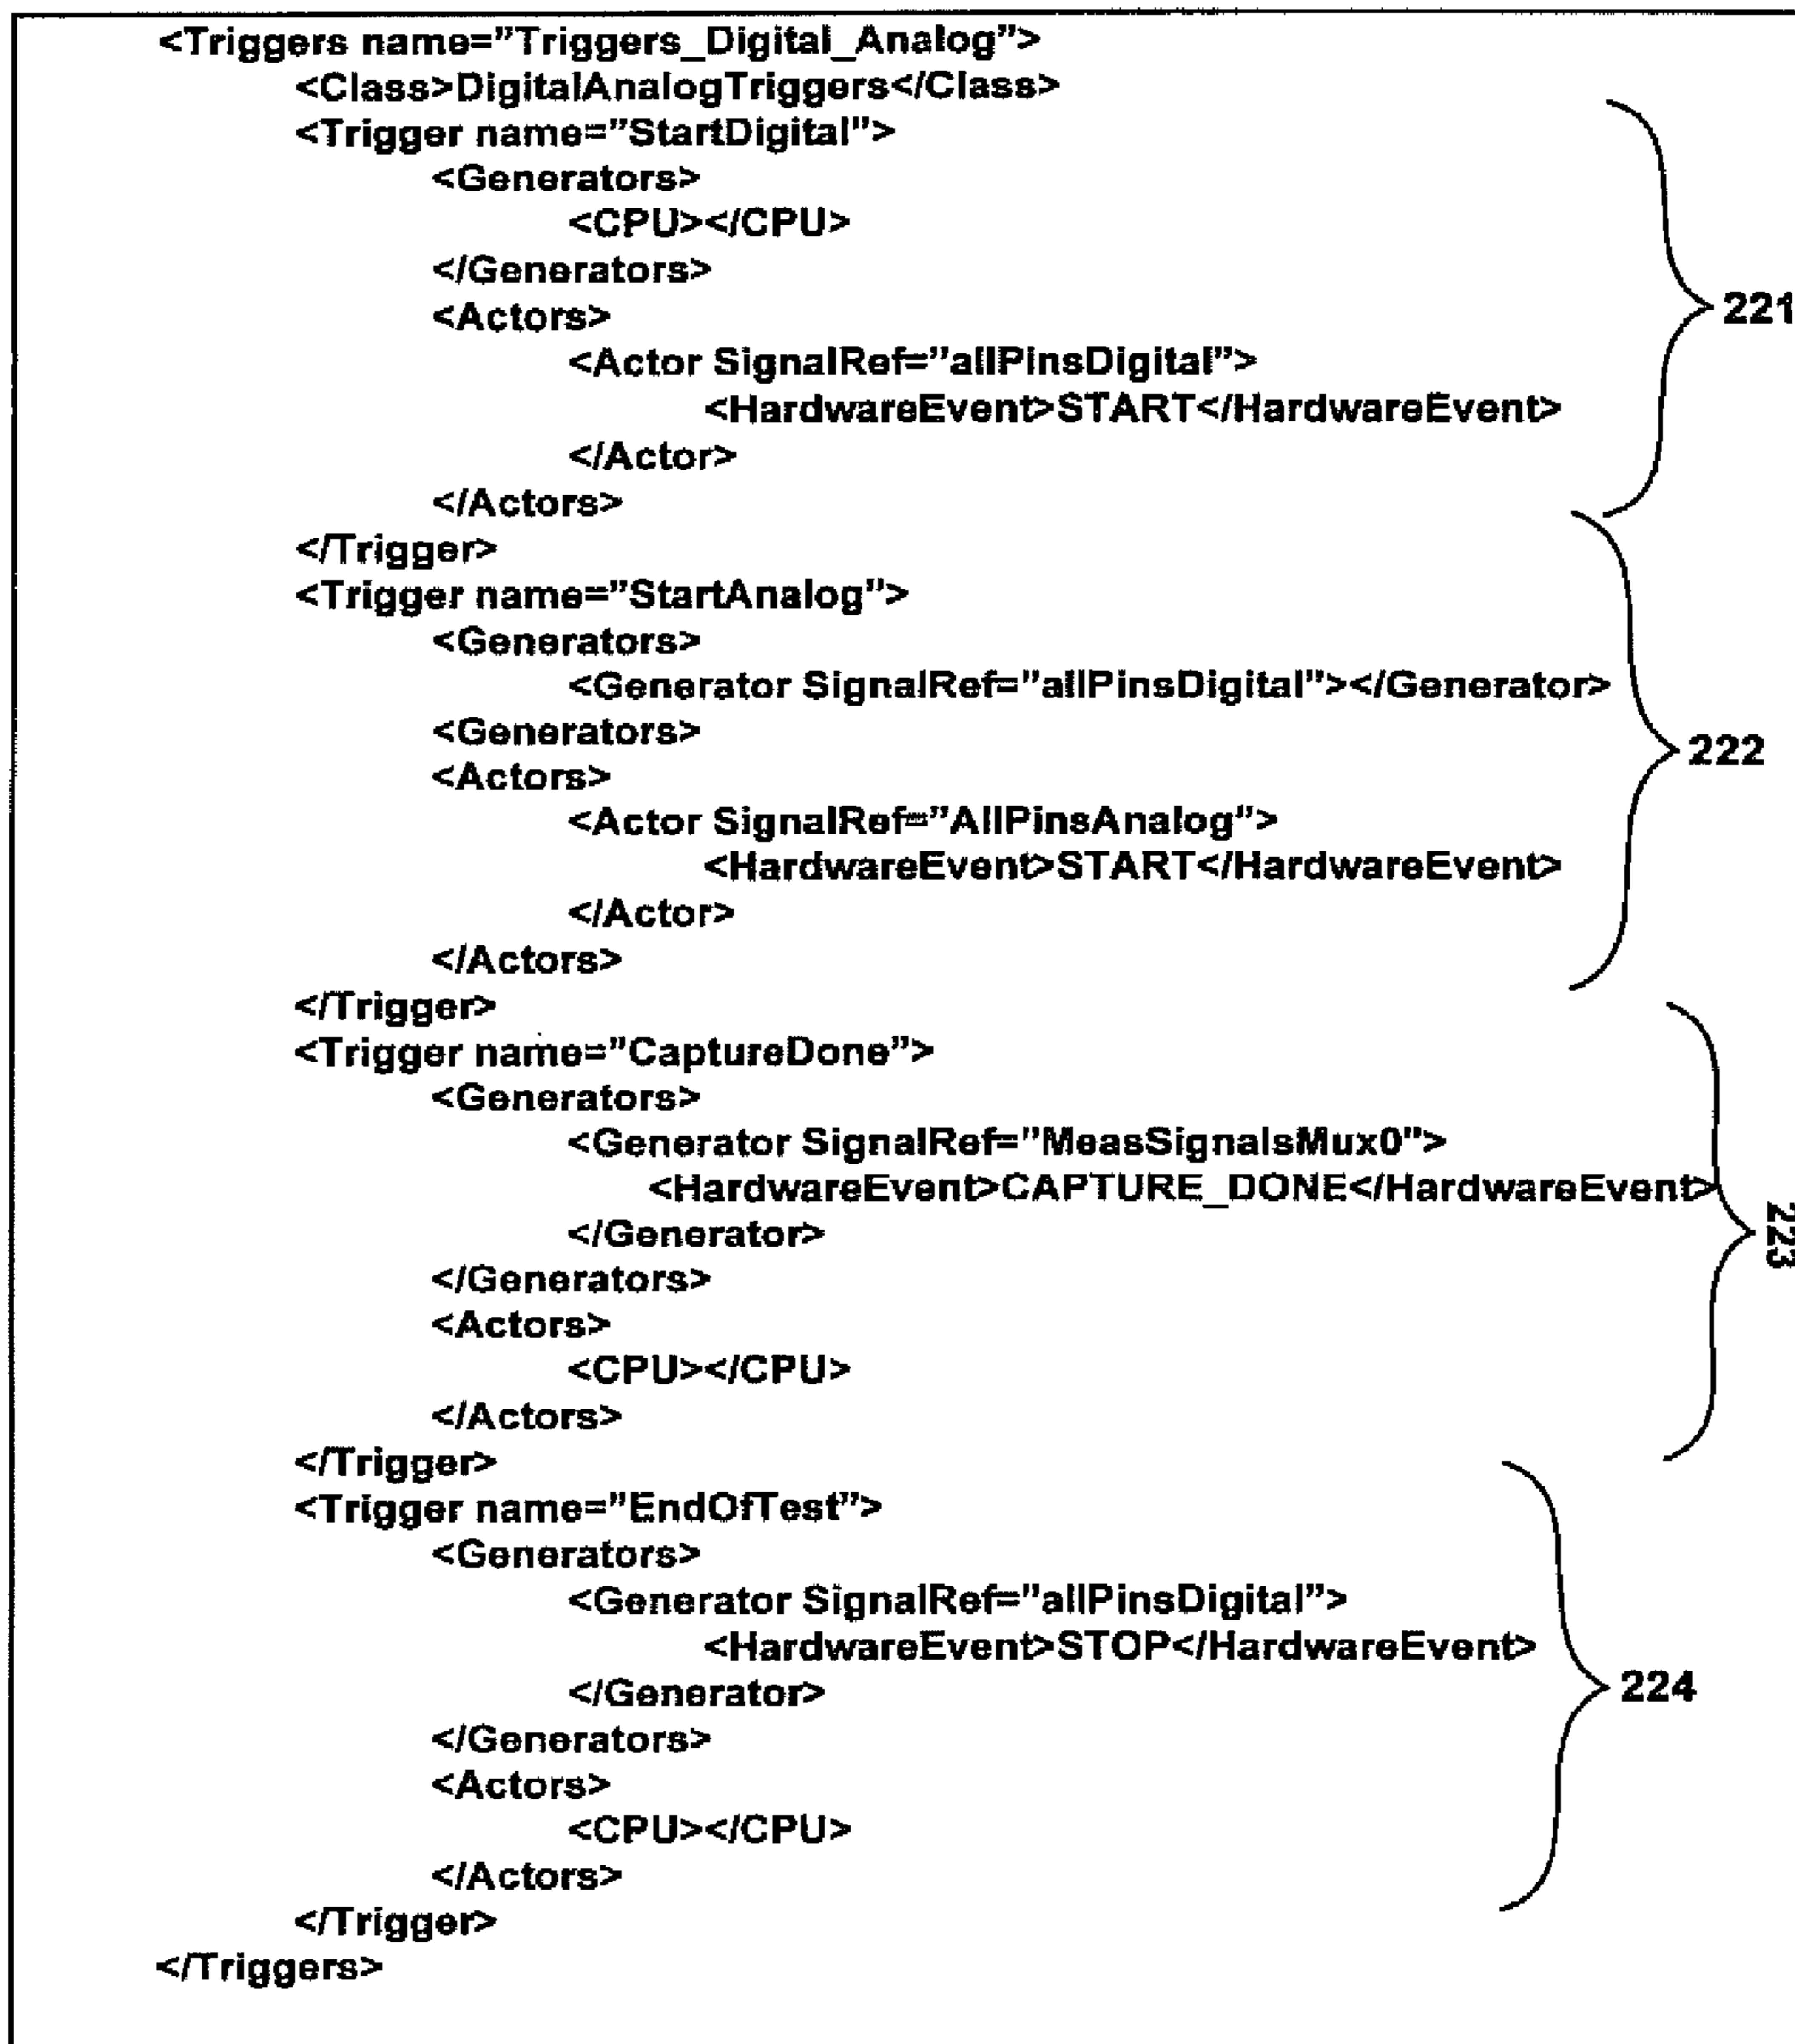 <Triggers name="Triggers_Digital_Analog">
<Class>DigitalAnalogTriggers</Class>
<Trigger name="StartDigital">
<Generators>
<CPU></CPU>
</Generators>
<Actors>
221
<Actor SignalRef="allPinsDigital">
<HardwareEvent>START</HardwareEvent>
</Actor>
</Actors>
</Trigger>
<Trigger name="StartAnalog">
<Generators>
<Generator SignalRef="allPinsDigital"></Generator>
<Generators>
222
<Actors>
<Actor SignalRef="AllPinsAnalog">
<HardwareEvent>START</HardwareEvent>
</Actor>
</Actors>
</Trigger>
<Trigger name="CaptureDone">
<Generators>
<Generator SignalRef="MeasSignalsMux0">
<HardwareEvent>CAPTURE_DONE</HardwareEvent>
</Generator>
223
</Generators>
<Actors>
<CPU></CPU>
</Actors>
</Trigger>
<Trigger name="EndOfTest">
<Generators>
<Generator SignalRef="allPinsDigital">
<HardwareEvent>STOP</HardwareEvent>
</Generator>
224
</Generators>
<Actors>
<CPU></CPU>
</Actors>
</Trigger>
</Triggers>